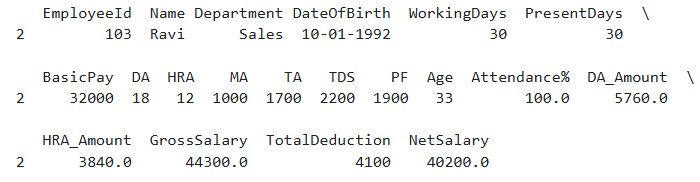 EmployeeId Name Department DateOfBirth WorkingDays PresentDays \
2 103 Ravi Sales 10-01-1992 30 30
BasicPay DA HRA MA TA TDS PF Age Attendance% DA_Amount \
2 32000 18 12 1000 1700 2200 1900 33 100.0 5760.0
HRA_Amount GrossSalary TotalDeduction NetSalary
2 3840.0 44300.0 4100 40200.0